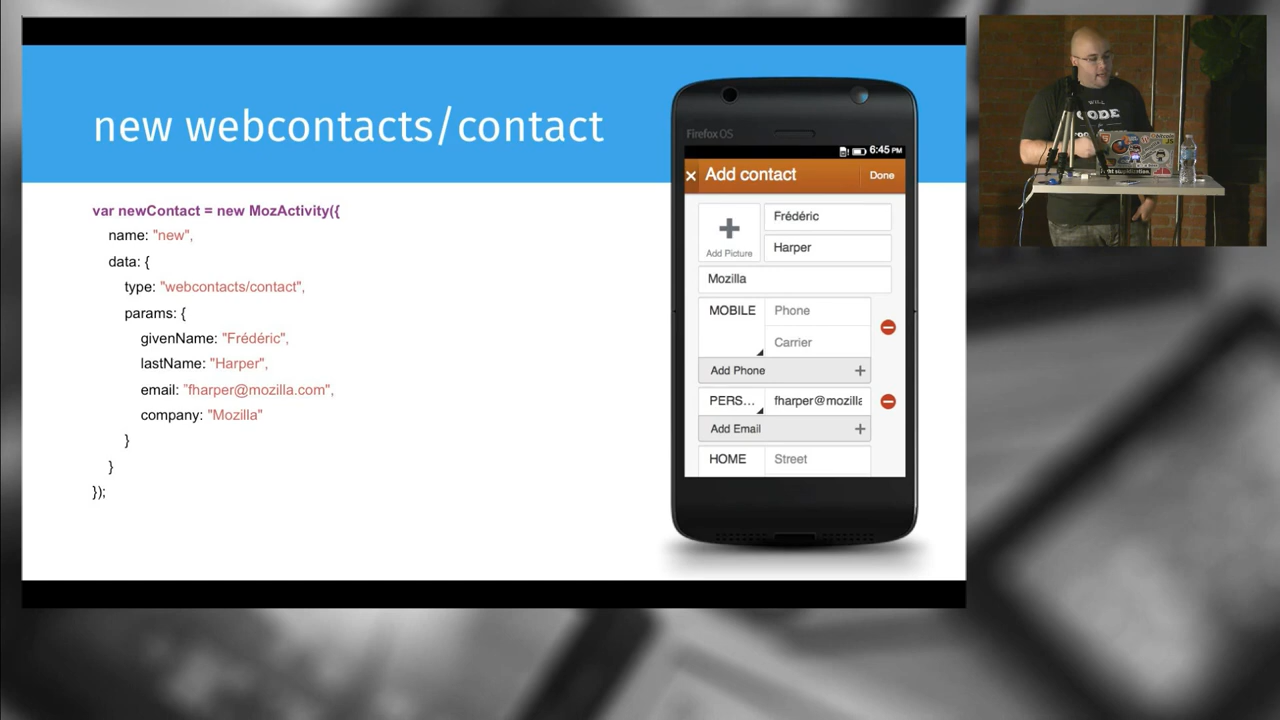 new webcontacts/contact
var newContact = new MozActivity({
name: "new",
data: {
type: "webcontacts/contact",
params: {
givenName: "Frédéric",
lastName: "Harper",
email: "fharper@mozilla.com",
company: "Mozilla"
}
}
});
Firefox OS
6:45 PM
× Add contact Done
Add Picture
Frédéric
Harper
Mozilla
MOBILE Phone
Carrier
Add Phone +
PERS... fharper@mozilla
Add Email +
HOME Street
WILL
CODE